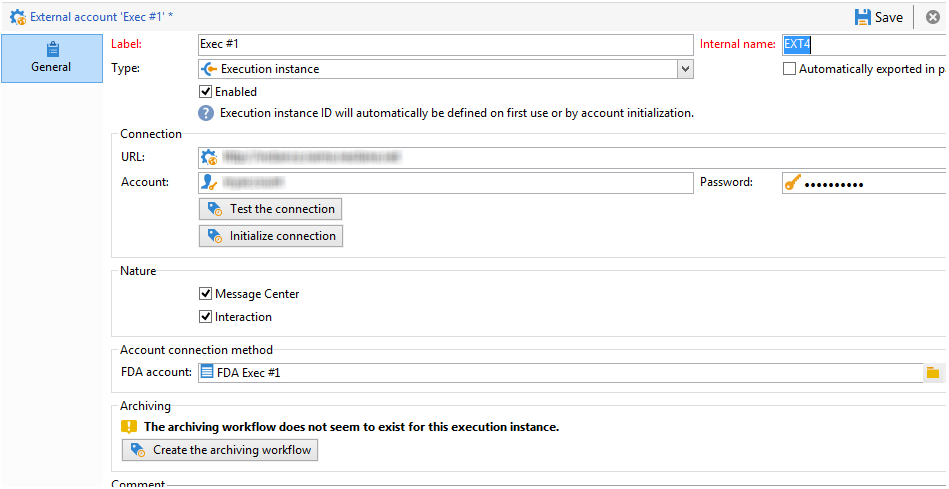 External account 'Exec #1' *
Save
General
Label: Exec #1 Internal name: EXT4
Type: Execution instance Automatically exported in
Enabled
Execution instance ID will automatically be defined on first use or by account initialization.
Connection
URL:
Account: Password: ••••••••••
Test the connection
Initialize connection
Nature
Message Center
Interaction
Account connection method
FDA account: FDA Exec #1
Archiving
The archiving workflow does not seem to exist for this execution instance.
Create the archiving workflow
Comment